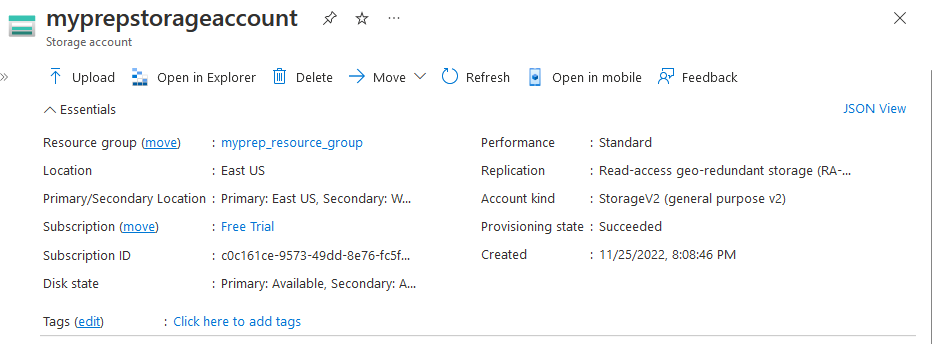 myprepstorageaccount
Storage account
Upload Open in Explorer Delete Move Refresh Open in mobile Feedback
Essentials JSON View
Resource group (move) : myprep_resource_group Performance : Standard
Location : East US Replication : Read-access geo-redundant storage (RA-...
Primary/Secondary Location : Primary: East US, Secondary: W... Account kind : StorageV2 (general purpose v2)
Subscription (move) : Free Trial Provisioning state : Succeeded
Subscription ID : c0c161ce-9573-49dd-8e76-fc5f... Created : 11/25/2022, 8:08:46 PM
Disk state : Primary: Available, Secondary: A...
Tags (edit) : Click here to add tags